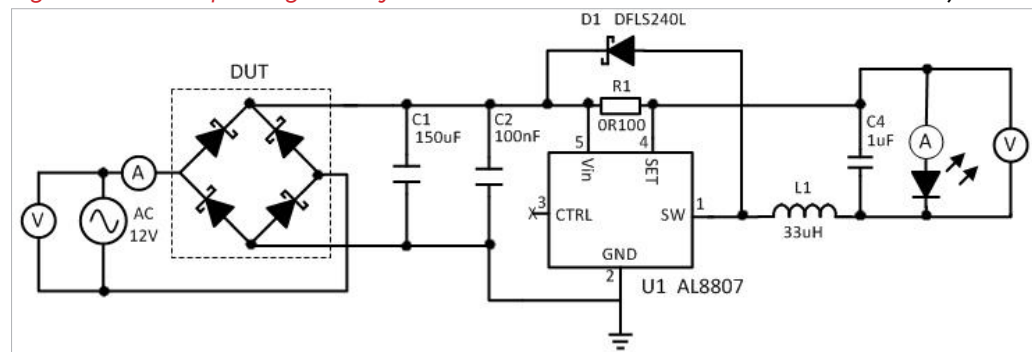 D1 DFLS240L
DUT
R1
0R100
C1
150uF
C2
100nF
5
4
Vin
SET
C4
1uF
A
V
A
V
AC
12V
X
3
CTRL
SW
1
L1
33uH
GND
2
U1 AL8807